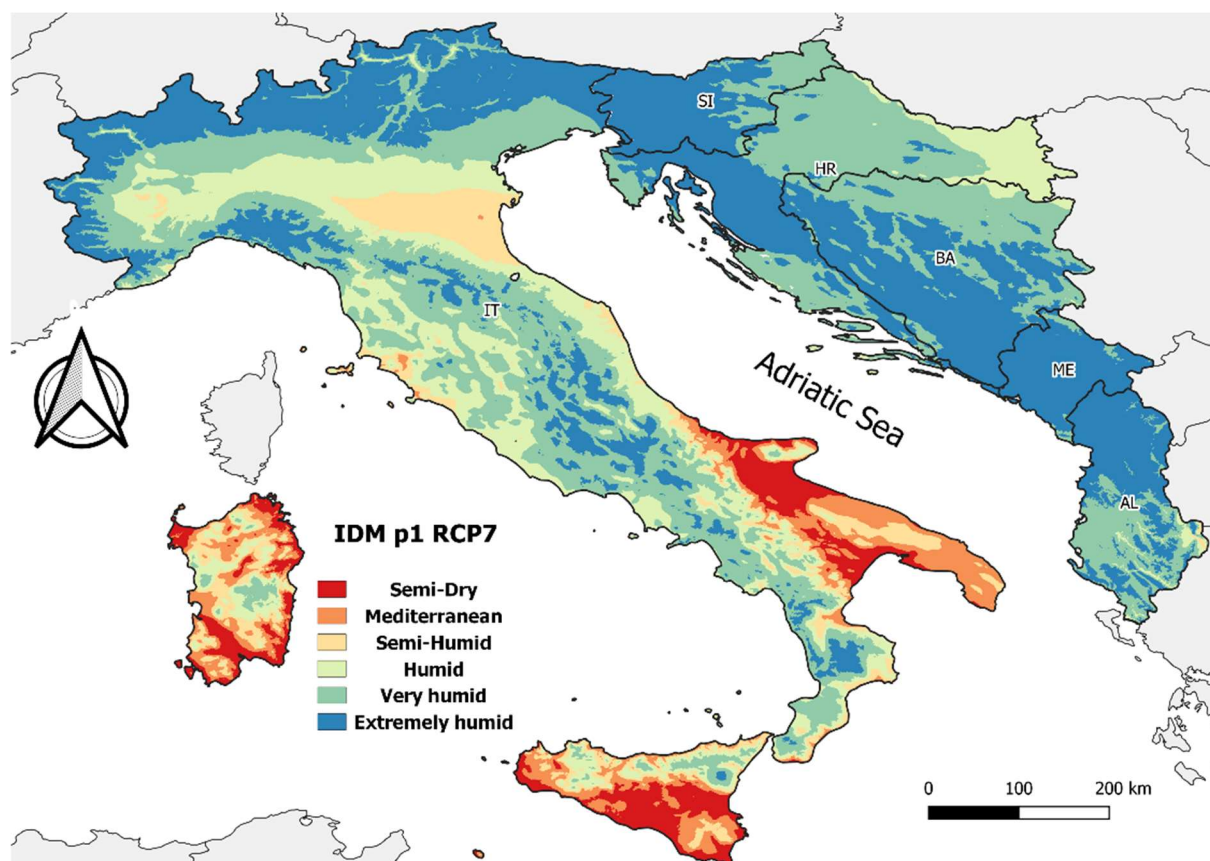 SI
HR
BA
IT
ME
Adriatic Sea
AL
IDM p1 RCP7
Semi-Dry
Mediterranean
Semi-Humid
Humid
Very humid
Extremely humid
0 100 200 km